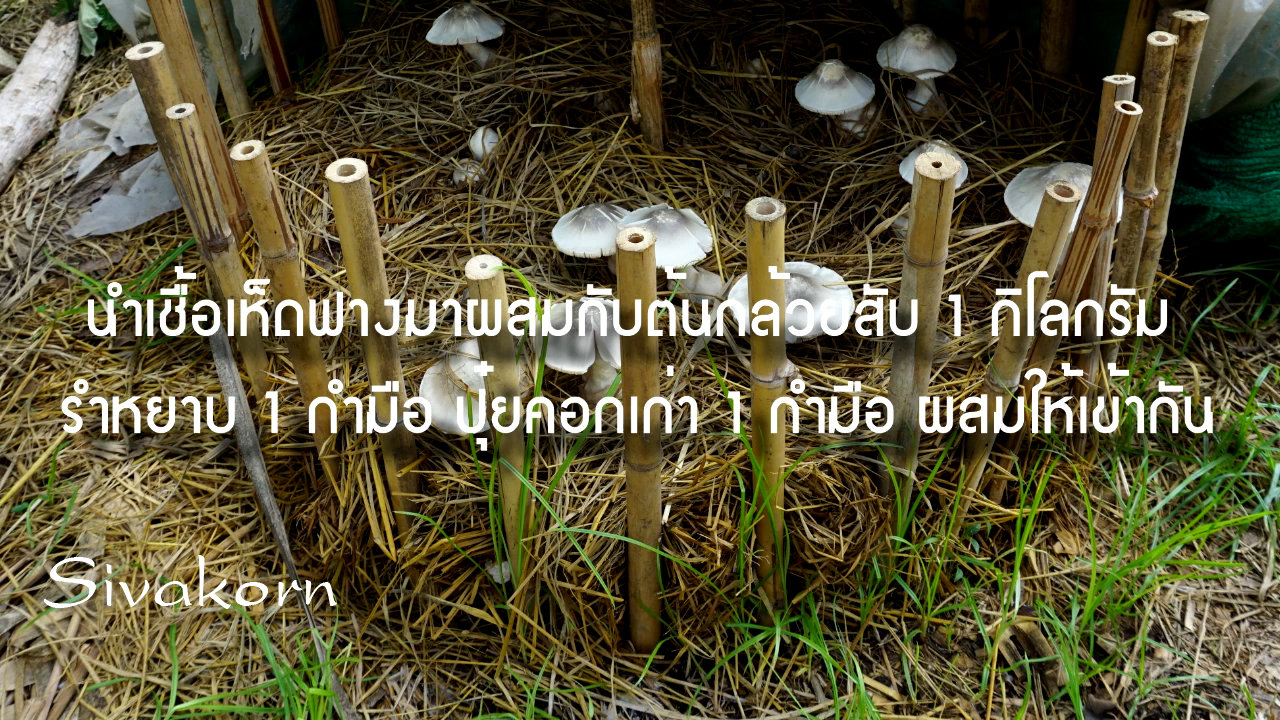 นำเชื้อเห็ดฟางมาผสมกับต้นกล้วยสับ 1 กิโลกรัม
รำหยาบ 1 กำมือ ปุ๋ยคอกเก่า 1 กำมือ ผสมให้เข้ากัน
Sivakorn